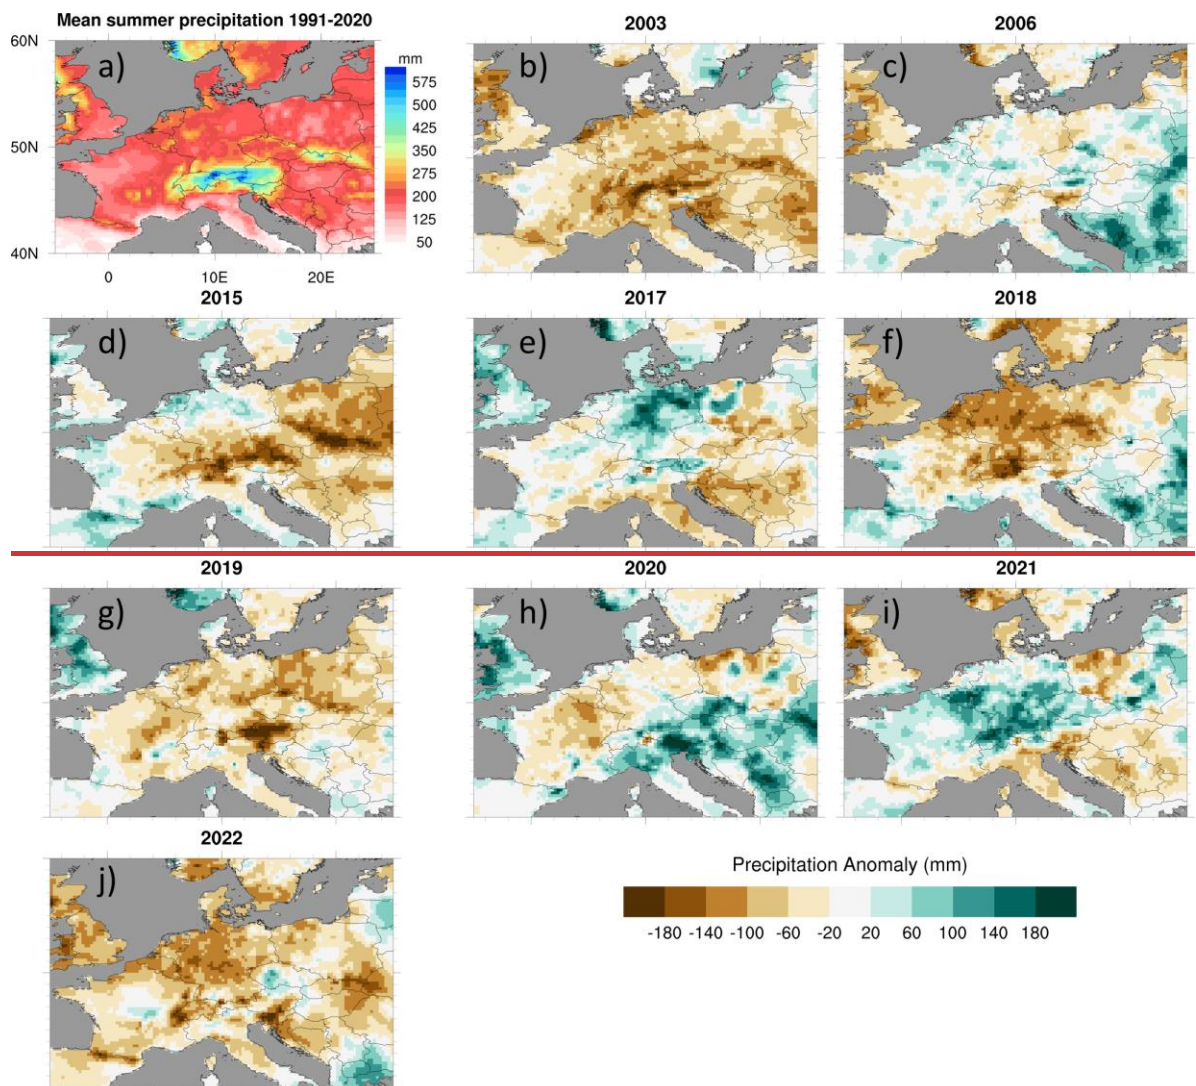 Mean summer precipitation 1991-2020
2003
2006
60N
a)
mm
575
500
425
350
275
200
125
50
50N
40N
0
10E
20E
b)
c)
2015
2017
2018
d)
e)
f)
2019
2020
2021
g)
h)
i)
2022
j)
Precipitation Anomaly (mm)
-180 -140 -100 -60 -20 20 60 100 140 180